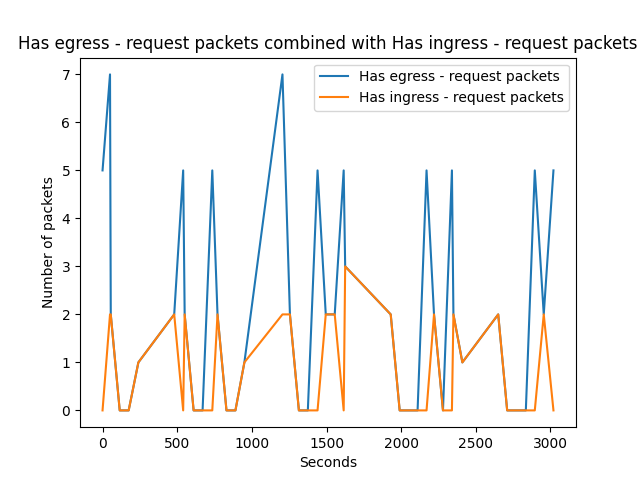 Has egress - request packets combined with Has ingress - request packets
Has egress - request packets
Has ingress - request packets
Number of packets
7
6
5
4
3
2
1
0
0 500 1000 1500 2000 2500 3000
Seconds